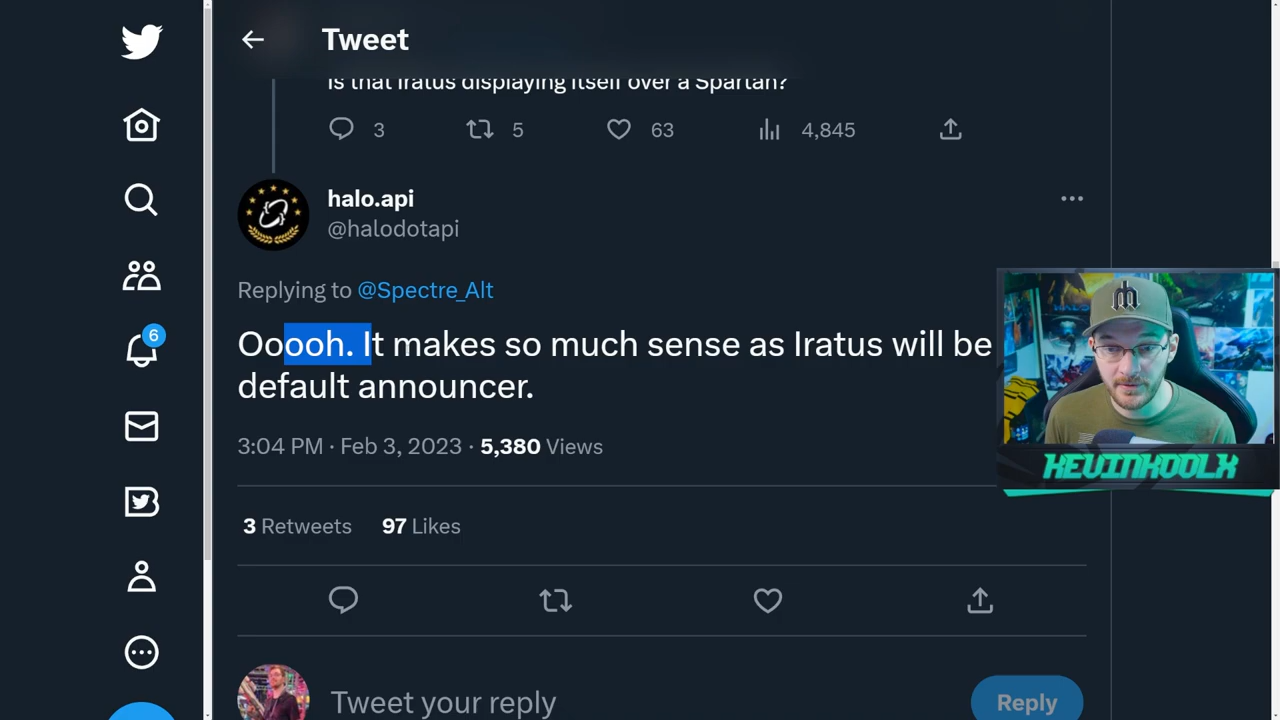 Tweet
Is that Iratus displaying itself over a Spartan?
3 5 63 4,845
halo.api
@halodotapi
Replying to @Spectre_Alt
Ooooh. It makes so much sense as Iratus will be
default announcer.
6
3:04 PM · Feb 3, 2023 · 5,380 Views
KEVINKOOLX
3 Retweets 97 Likes
Tweet your reply
Reply